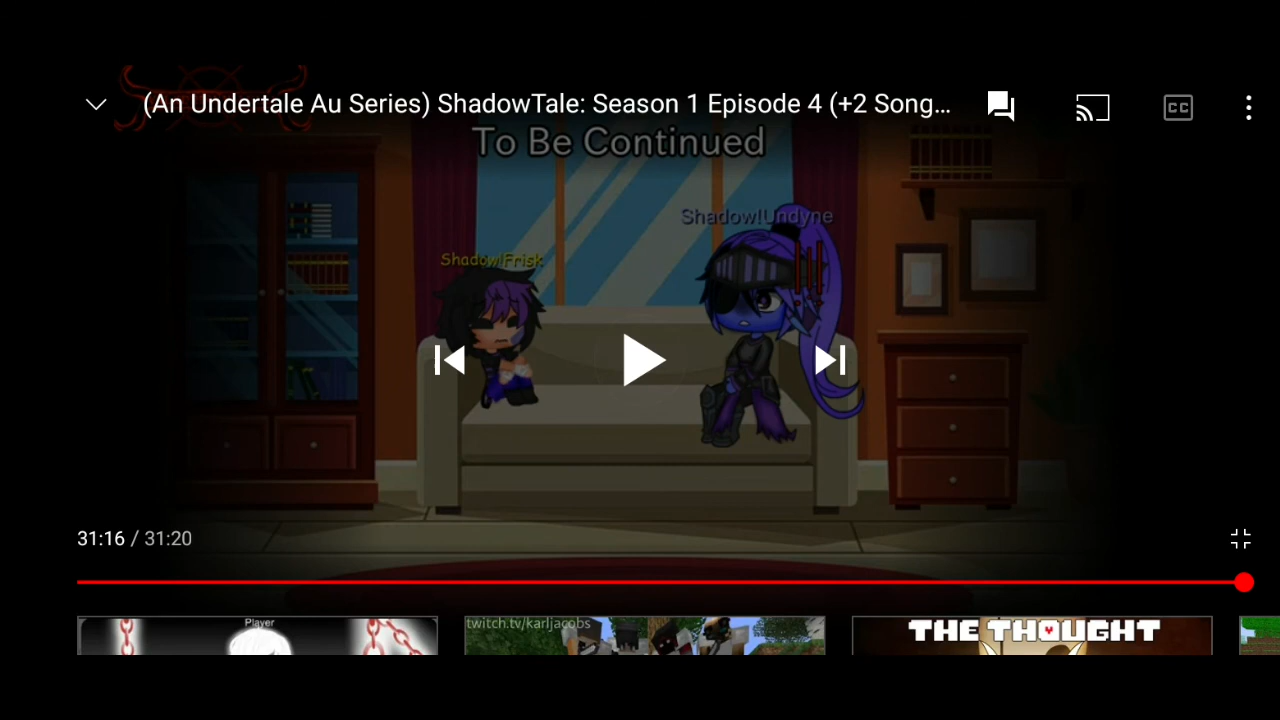 (An Undertale Au Series) ShadowTale: Season 1 Episode 4 (+2 Song...
CC
To Be Continued
Shadow!Undyne
Shadow!Frisk
!!!
31:16 / 31:20
Player
twitch.tv/karljacobs
THE THOUGHT